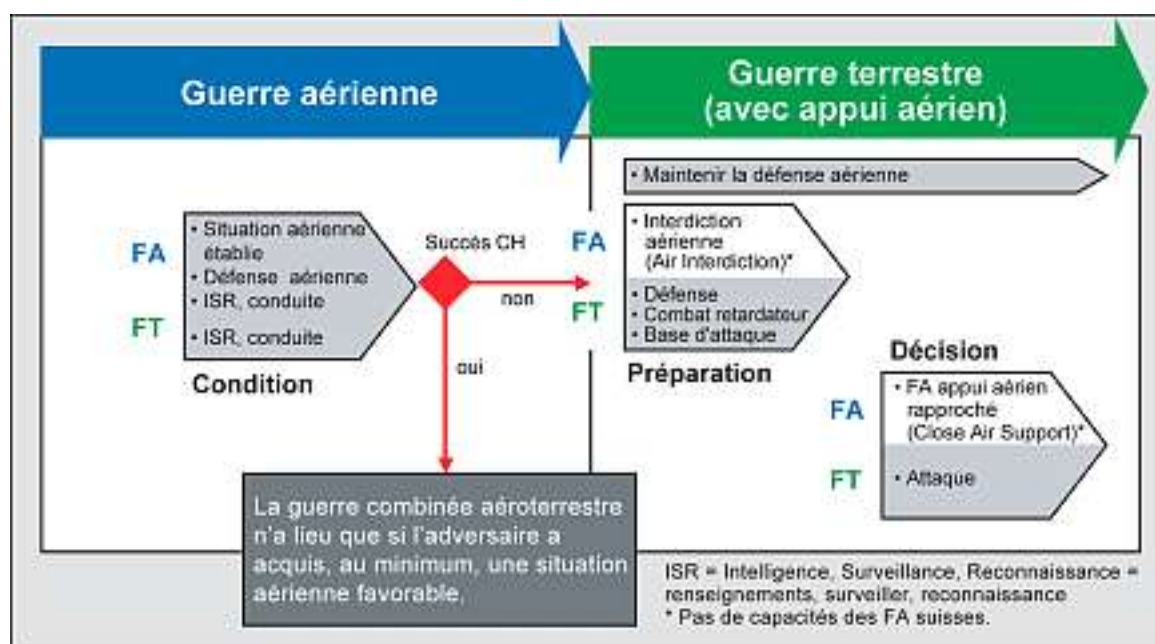 Guerre aérienne
Guerre terrestre
(avec appui aérien)
• Maintenir la défense aérienne
FA
FT
• Situation aérienne
établie
• Défense aérienne
• ISR, conduite
• ISR, conduite
Condition
Succès CH
non
oui
FA
FT
• Interdiction
aérienne
(Air Interdiction)*
• Défense
• Combat retardateur
• Base d'attaque
Préparation
Décision
FA
FT
• FA appui aérien
rapproché
(Close Air Support)*
• Attaque
La guerre combinée aéroterrestre
n'a lieu que si l'adversaire a
acquis, au minimum, une situation
aérienne favorable.
ISR = Intelligence, Surveillance, Reconnaissance =
renseignements, surveiller, reconnaissance
* Pas de capacités des FA suisses.